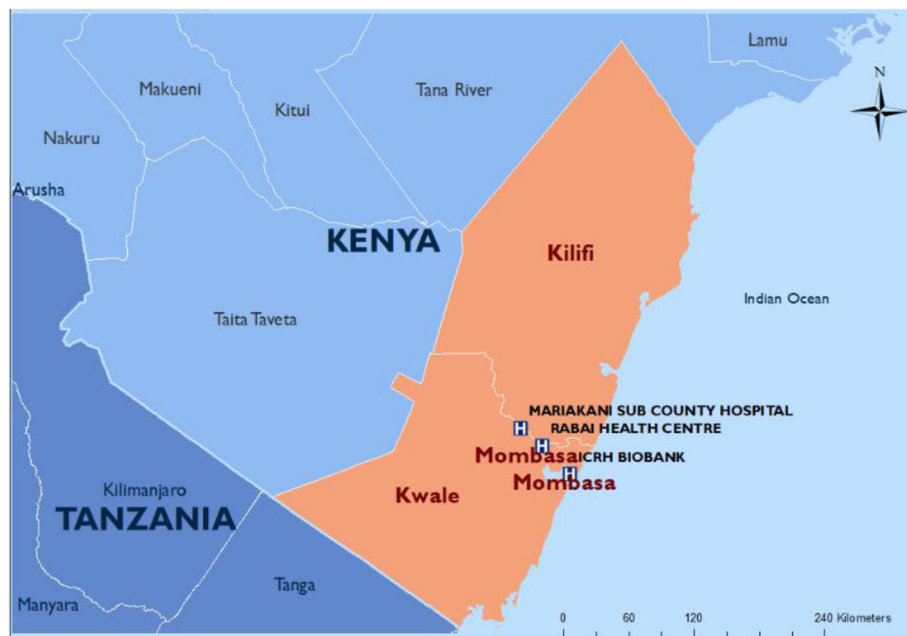 Lamu
N
Makueni
Tana River
Kitui
Nakuru
Arusha
KENYA
Kilifi
Indian Ocean
Taita Taveta
MARIAKANI SUB COUNTY HOSPITAL
H
RABAI HEALTH CENTRE
H
Mombasa
ICRH BIOBANK
H
Mombasa
Kwale
Kilimanjaro
TANZANIA
Tanga
Manyara
0 60 120 240 Kilometers